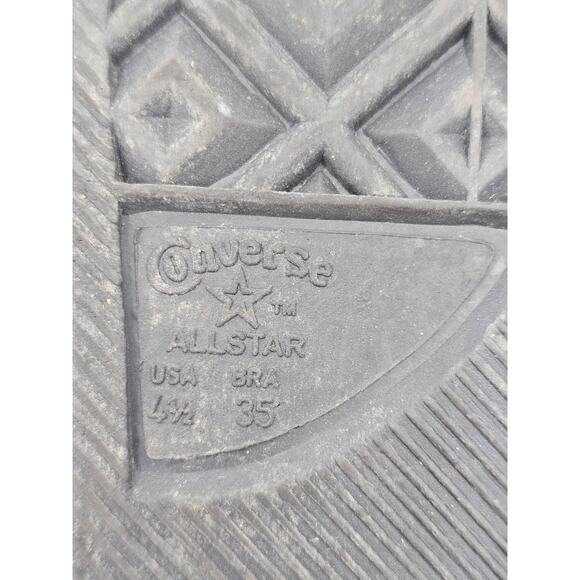 Converse
TM
ALLSTAR
USA BRA
4½ 35